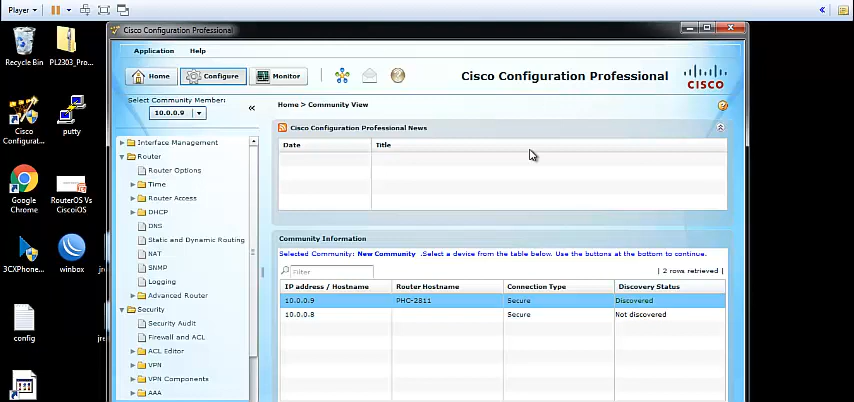 Player
Cisco Configuration Professional
Application Help
Home Configure Monitor
Cisco Configuration Professional
CISCO
Select Community Member:
10.0.0.9
Home > Community View
Cisco Configuration Professional News
Date Title
Interface Management
Router
Router Options
Time
Router Access
DHCP
DNS
Static and Dynamic Routing
NAT
SNMP
Logging
Advanced Router
Security
Security Audit
Firewall and ACL
ACL Editor
VPN
VPN Components
AAA
Community Information
Selected Community: New Community .Select a device from the table below. Use the buttons at the bottom to continue.
Filter
| 2 rows retrieved |
IP address / Hostname Router Hostname Connection Type Discovery Status
10.0.0.9 PHC-2811 Secure Discovered
10.0.0.8 Secure Not discovered
Recycle Bin
PL2303_Pro...
Cisco
Configurat...
putty
Google
Chrome
RouterOS Vs
CiscoiOS
3CXPhone...
winbox
config